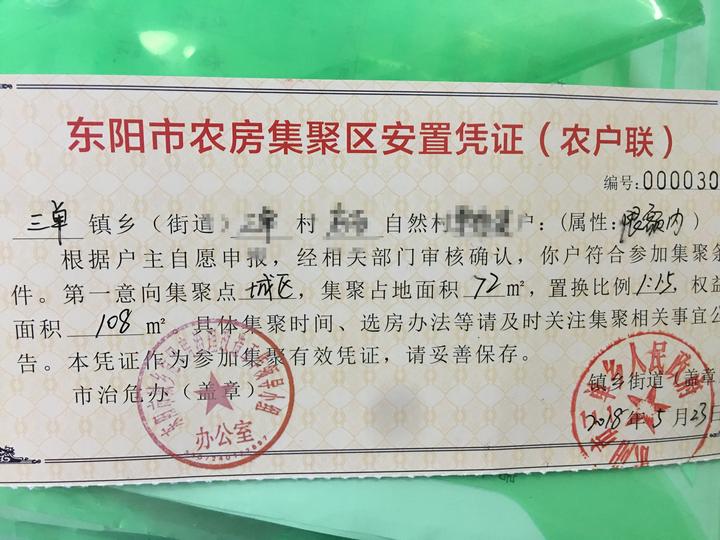 东阳市农房集聚区安置凭证（农户联）
编号:000030
三单镇乡（街道） 村 自然村 户：(属性：限额内)
根据户主自愿申报，经相关部门审核确认，你户符合参加集聚条
件。第一意向集聚点 城区，集聚占地面积 72 m²，置换比例 1:1.5，权益
面积 108 m²。具体集聚时间、选房办法等请及时关注集聚相关事宜公
告。本凭证作为参加集聚有效凭证，请妥善保存。
市治危办（盖章） 镇乡街道（盖章
2018年5月23
办公室